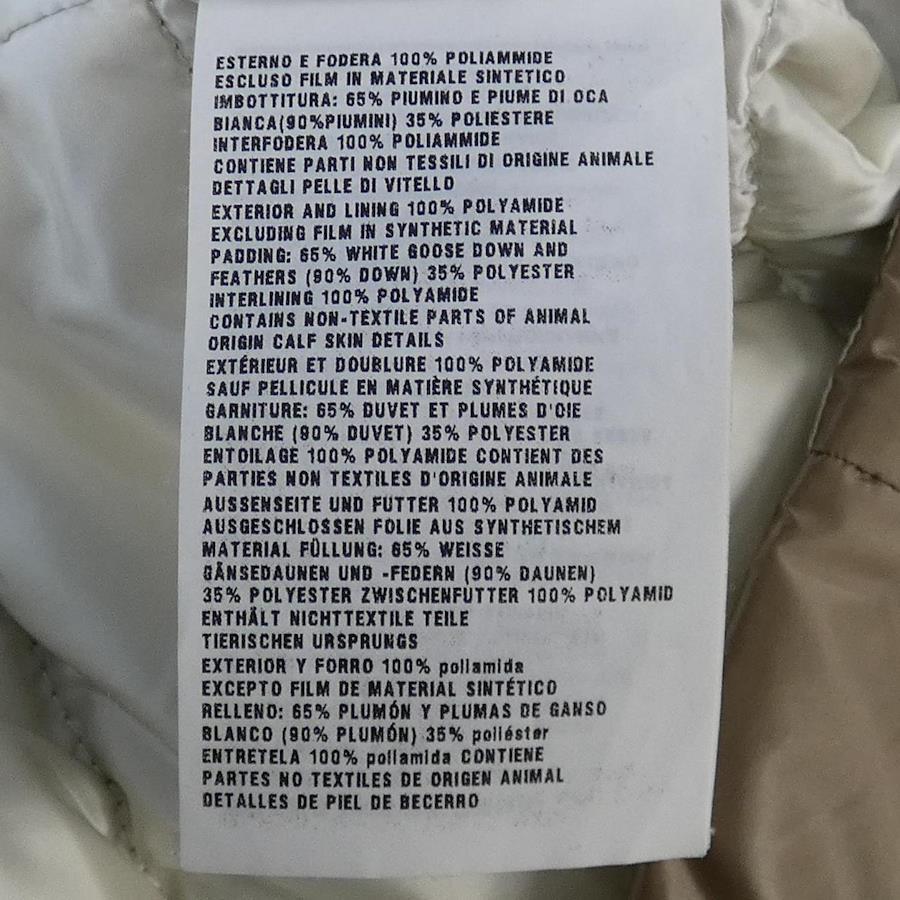 ESTERNO E FODERA 100% POLIAMMIDE
ESCLUSO FILM IN MATERIALE SINTETICO
IMBOTTITURA: 65% PIUMINO E PIUME DI OCA
BIANCA(90%PIUMINI) 35% POLIESTERE
INTERFODERA 100% POLIAMMIDE
CONTIENE PARTI NON TESSILI DI ORIGINE ANIMALE
DETTAGLI PELLE DI VITELLO
EXTERIOR AND LINING 100% POLYAMIDE
EXCLUDING FILM IN SYNTHETIC MATERIAL
PADDING: 65% WHITE GOOSE DOWN AND
FEATHERS (90% DOWN) 35% POLYESTER
INTERLINING 100% POLYAMIDE
CONTAINS NON-TEXTILE PARTS OF ANIMAL
ORIGIN CALF SKIN DETAILS
EXTÉRIEUR ET DOUBLURE 100% POLYAMIDE
SAUF PELLICULE EN MATIÈRE SYNTHÉTIQUE
GARNITURE: 65% DUVET ET PLUMES D'OIE
BLANCHE (90% DUVET) 35% POLYESTER
ENTOILAGE 100% POLYAMIDE CONTIENT DES
PARTIES NON TEXTILES D'ORIGINE ANIMALE
AUSSENSEITE UND FUTTER 100% POLYAMID
AUSGESCHLOSSEN FOLIE AUS SYNTHETISCHEM
MATERIAL FÜLLUNG: 65% WEISSE
GÄNSEDAUNEN UND -FEDERN (90% DAUNEN)
35% POLYESTER ZWISCHENFUTTER 100% POLYAMID
ENTHÄLT NICHTTEXTILE TEILE
TIERISCHEN URSPRUNGS
EXTERIOR Y FORRO 100% poliamida
EXCEPTO FILM DE MATERIAL SINTÉTICO
RELLENO: 65% PLUMÓN Y PLUMAS DE GANSO
BLANCO (90% PLUMÓN) 35% poliéster
ENTRETELA 100% poliamida CONTIENE
PARTES NO TEXTILES DE ORIGEN ANIMAL
DETALLES DE PIEL DE BECERRO